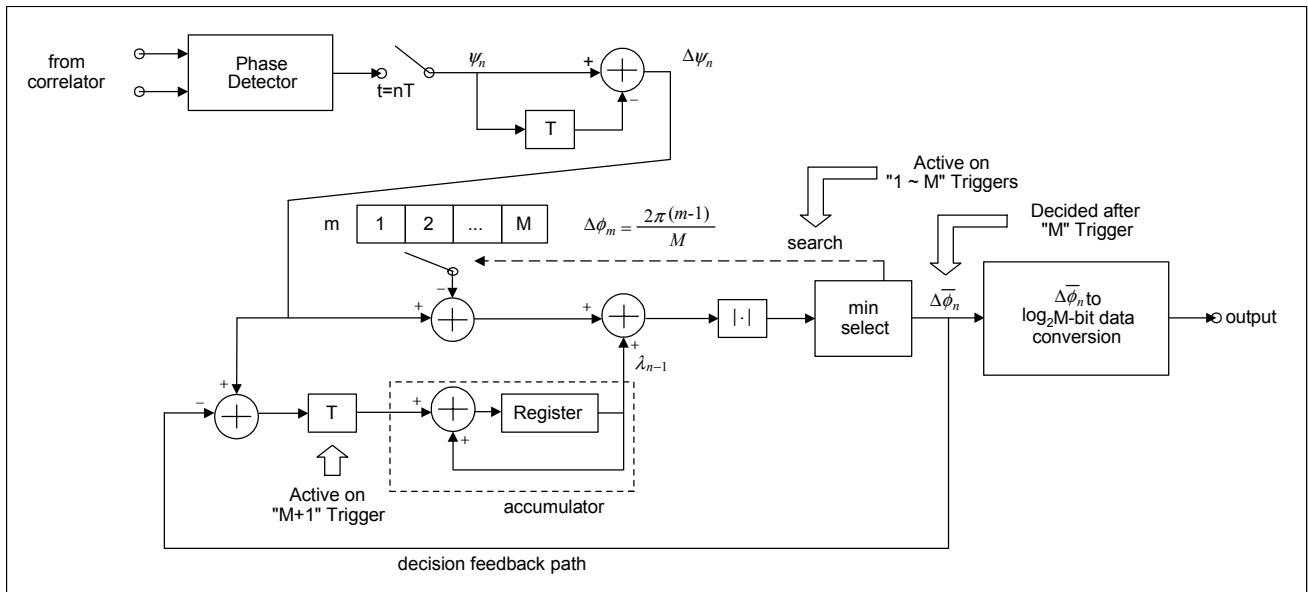 from
correlator
Phase
Detector
t=nT
ψₙ
+
−
Δψₙ
T
Active on
"1 ~ M" Triggers
m
1
2
...
M
Δϕₘ = 2π(m-1)/M
search
Decided after
"M" Trigger
−
+
+
+
λₙ₋₁
|·|
min
select
Δϕ̅ₙ
Δϕ̅ₙ to
log₂M-bit data
conversion
output
+
−
T
+
+
Register
Active on
"M+1" Trigger
accumulator
decision feedback path